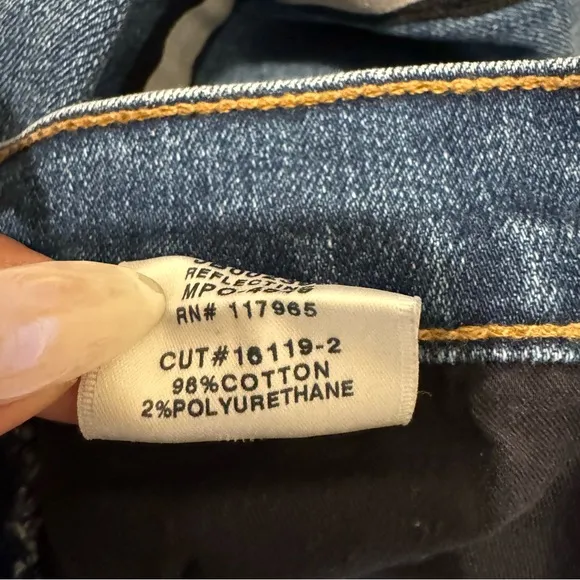 REFLECTING
RN# 117965
CUT#16119-2
98%COTTON
2%POLYURETHANE